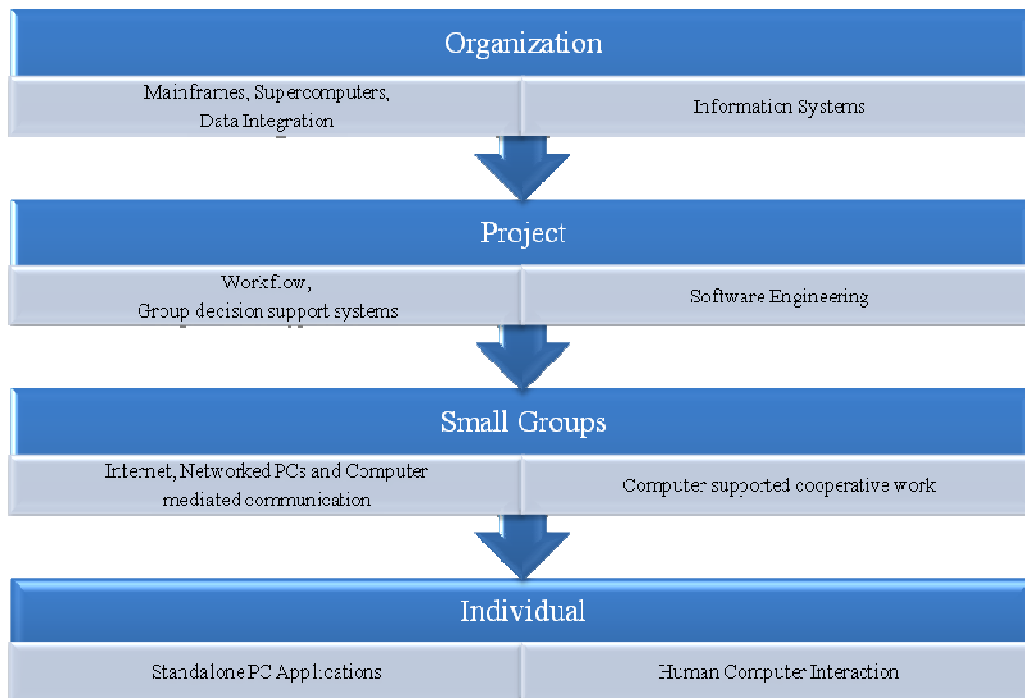 Organization
Mainframes, Supercomputers,
Data Integration
Information Systems
Project
Workflow,
Group decision support systems
Software Engineering
Small Groups
Internet, Networked PCs and Computer
mediated communication
Computer supported cooperative work
Individual
Standalone PC Applications
Human Computer Interaction